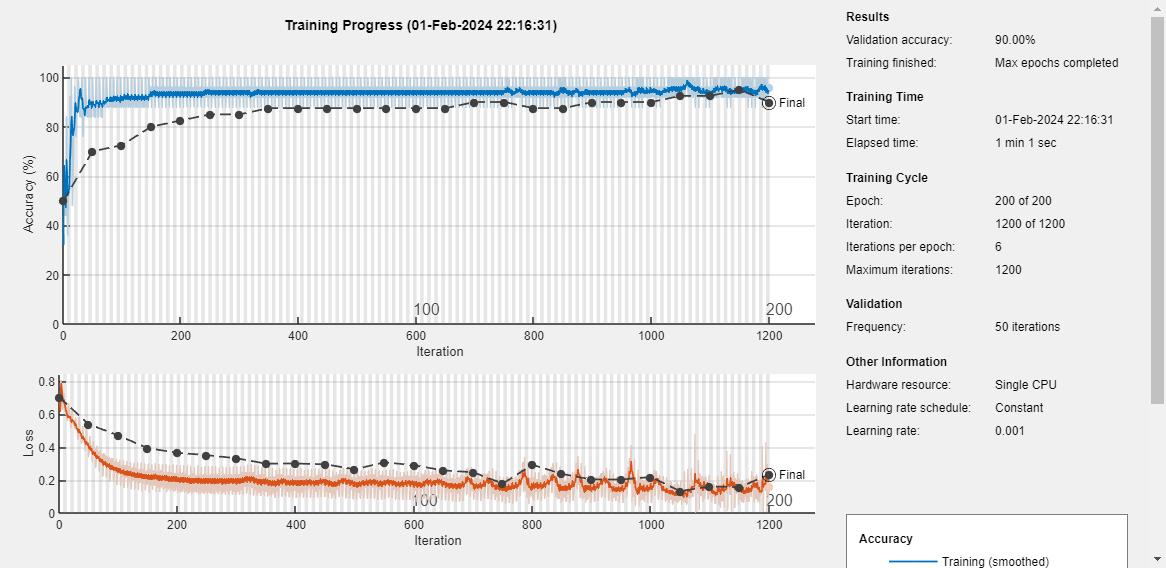 Training Progress (01-Feb-2024 22:16:31)
100
80
60
40
20
0
Accuracy (%)
Final
100
200
0 200 400 600 800 1000 1200
Iteration
0.8
0.6
0.4
0.2
0
Loss
Final
100
200
0 200 400 600 800 1000 1200
Iteration
Results
Validation accuracy: 90.00%
Training finished: Max epochs completed
Training Time
Start time: 01-Feb-2024 22:16:31
Elapsed time: 1 min 1 sec
Training Cycle
Epoch: 200 of 200
Iteration: 1200 of 1200
Iterations per epoch: 6
Maximum iterations: 1200
Validation
Frequency: 50 iterations
Other Information
Hardware resource: Single CPU
Learning rate schedule: Constant
Learning rate: 0.001
Accuracy
Training (smoothed)